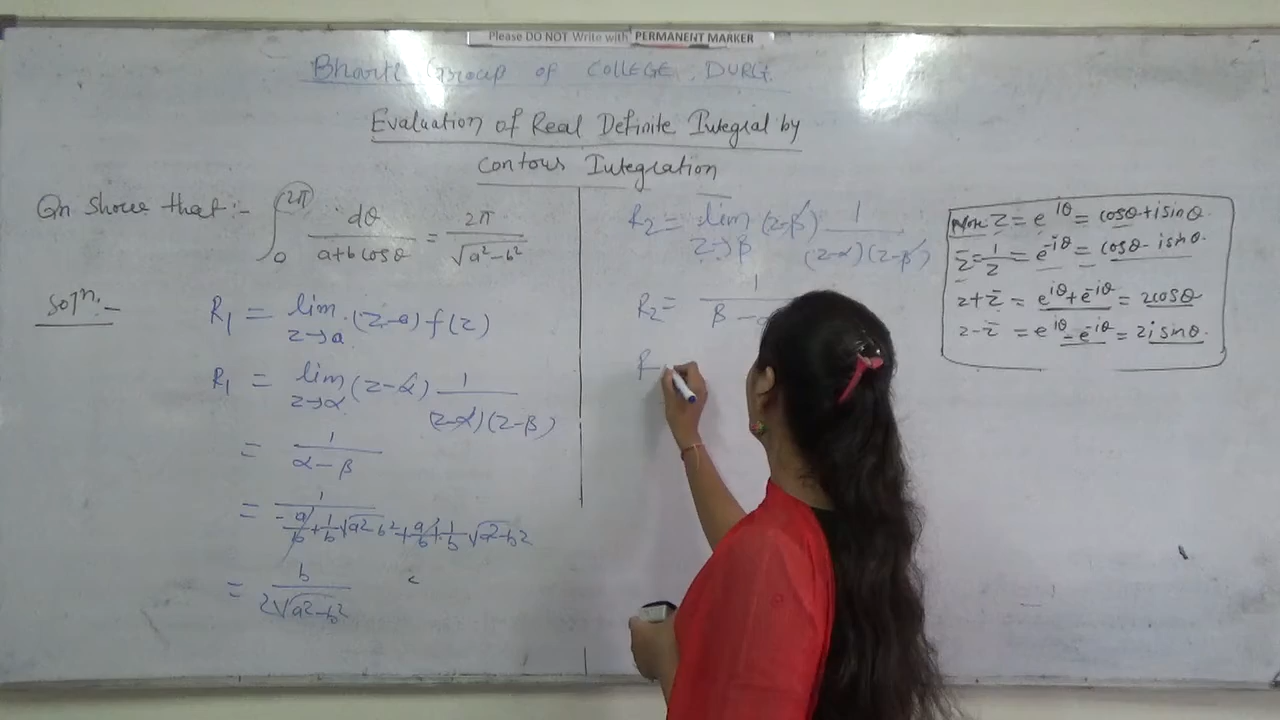 Please DO NOT Write with PERMANENT MARKER
Bharti Group of COLLEGE, DURG.
Evaluation of Real Definite Integral by
Contour Integration
Qn Show that :- ∫₀^2π dθ/(a+b cosθ) = 2π/√(a²-b²)
Solⁿ:-
R₁ = lim z→a (z-a) f(z)
R₁ = lim z→α (z-α) 1/((z-α)(z-β))
= 1/(α-β)
= 1/(-a/b + 1/b √(a²-b²) + a/b + 1/b √(a²-b²))
= b/(2√(a²-b²))
R₂ = lim z→β (z-β) 1/((z-α)(z-β))
R₂ = 1/(β-
R
Note: z = e^iθ = cosθ + i sinθ.
z̄ = 1/z = e^-iθ = cosθ - i sinθ.
z + z̄ = e^iθ + e^-iθ = 2cosθ
z - z̄ = e^iθ - e^-iθ = 2i sinθ.